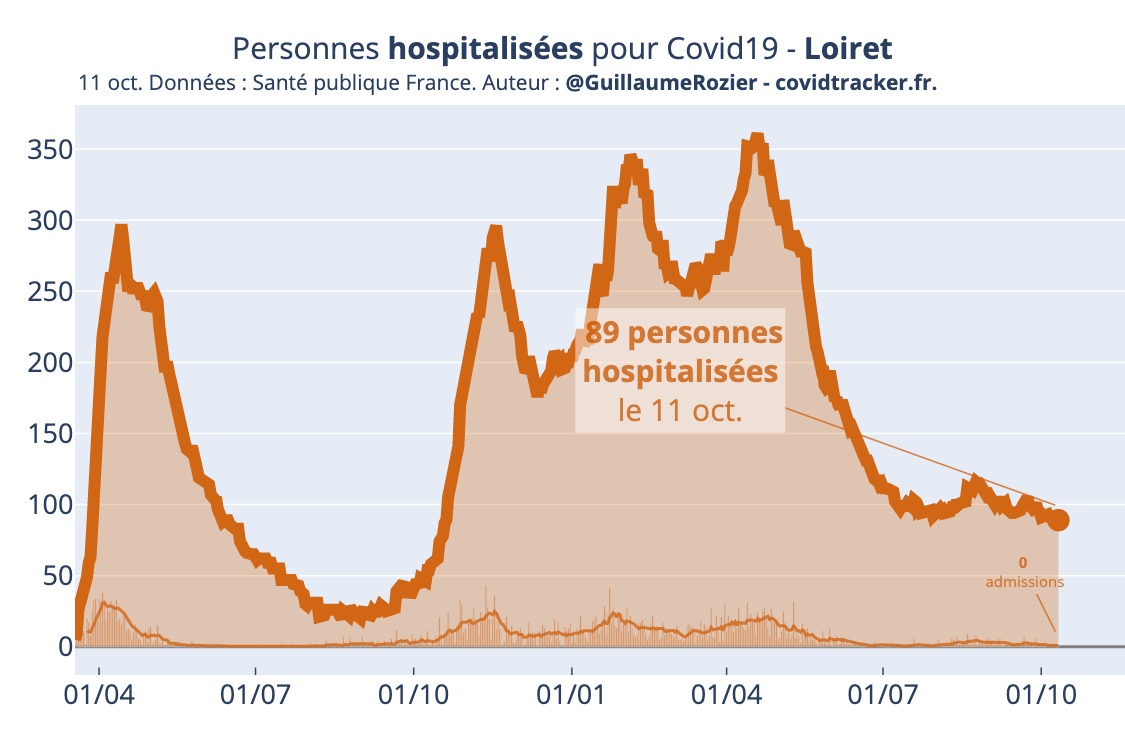 Personnes hospitalisées pour Covid19 - Loiret
11 oct. Données : Santé publique France. Auteur : @GuillaumeRozier - covidtracker.fr.
350
300
250
200
150
100
50
0
89 personnes
hospitalisées
le 11 oct.
0
admissions
01/04
01/07
01/10
01/01
01/04
01/07
01/10